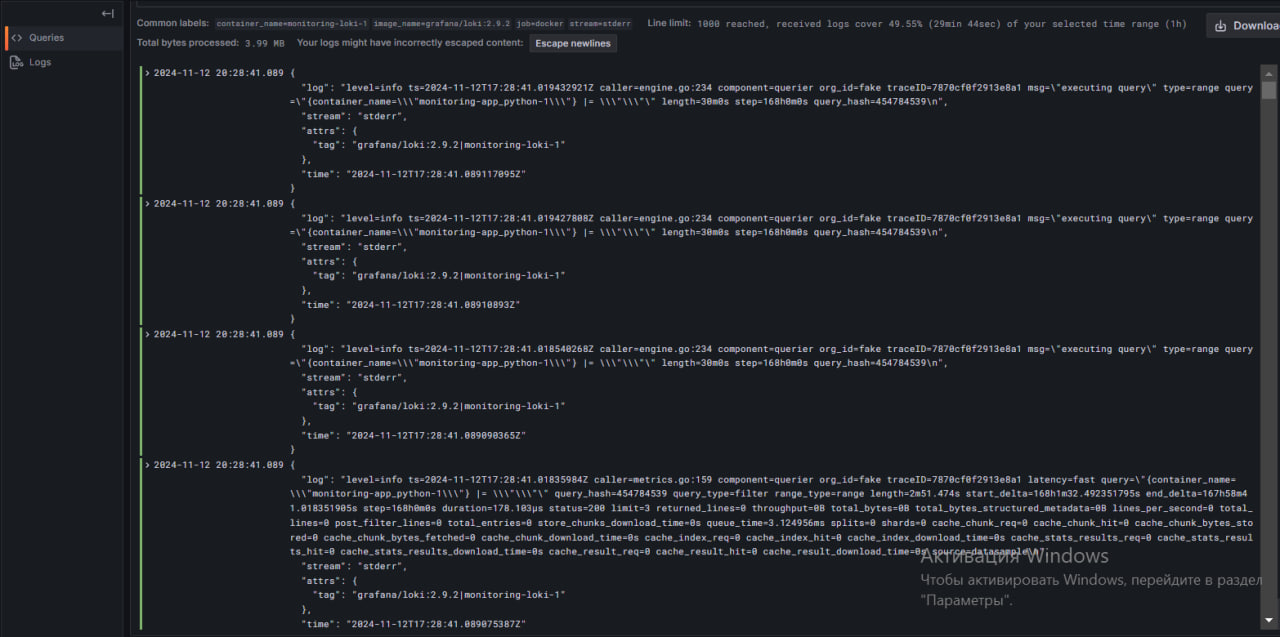 Common labels: container_name=monitoring-loki-1 image_name=grafana/loki:2.9.2 job=docker stream=stderr Line limit: 1000 reached, received logs cover 49.55% (29min 44sec) of your selected time range (1h) Downloa
Queries
Total bytes processed: 3.99 MB Your logs might have incorrectly escaped content: Escape newlines
Logs
2024-11-12 20:28:41.089 {
"log": "level=info ts=2024-11-12T17:28:41.019432921Z caller=engine.go:234 component=querier org_id=fake traceID=7870cf0f2913e8a1 msg=\"executing query\" type=range query
=\"{container_name=\\\"monitoring-app_python-1\\\"} |= \\\"\\\"\" length=30m0s step=168h0m0s query_hash=454784539\n",
"stream": "stderr",
"attrs": {
"tag": "grafana/loki:2.9.2|monitoring-loki-1"
},
"time": "2024-11-12T17:28:41.089117095Z"
}
2024-11-12 20:28:41.089 {
"log": "level=info ts=2024-11-12T17:28:41.019427808Z caller=engine.go:234 component=querier org_id=fake traceID=7870cf0f2913e8a1 msg=\"executing query\" type=range query
=\"{container_name=\\\"monitoring-app_python-1\\\"} |= \\\"\\\"\" length=30m0s step=168h0m0s query_hash=454784539\n",
"stream": "stderr",
"attrs": {
"tag": "grafana/loki:2.9.2|monitoring-loki-1"
},
"time": "2024-11-12T17:28:41.08910893Z"
}
2024-11-12 20:28:41.089 {
"log": "level=info ts=2024-11-12T17:28:41.018540268Z caller=engine.go:234 component=querier org_id=fake traceID=7870cf0f2913e8a1 msg=\"executing query\" type=range query
=\"{container_name=\\\"monitoring-app_python-1\\\"} |= \\\"\\\"\" length=30m0s step=168h0m0s query_hash=454784539\n",
"stream": "stderr",
"attrs": {
"tag": "grafana/loki:2.9.2|monitoring-loki-1"
},
"time": "2024-11-12T17:28:41.089090365Z"
}
2024-11-12 20:28:41.089 {
"log": "level=info ts=2024-11-12T17:28:41.01835984Z caller=metrics.go:159 component=querier org_id=fake traceID=7870cf0f2913e8a1 latency=fast query=\"{container_name=
\\\"monitoring-app_python-1\\\"} |= \\\"\\\"\" query_hash=454784539 query_type=filter range_type=range length=2m51.474s start_delta=168h1m32.492351795s end_delta=167h58m4
1.018351905s step=168h0m0s duration=178.103µs status=200 limit=3 returned_lines=0 throughput=0B total_bytes=0B total_bytes_structured_metadata=0B lines_per_second=0 total_
lines=0 post_filter_lines=0 total_entries=0 store_chunks_download_time=0s queue_time=3.124956ms splits=0 shards=0 cache_chunk_req=0 cache_chunk_hit=0 cache_chunk_bytes_sto
red=0 cache_chunk_bytes_fetched=0 cache_chunk_download_time=0s cache_index_req=0 cache_index_hit=0 cache_index_download_time=0s cache_stats_results_req=0 cache_stats_resul
ts_hit=0 cache_stats_results_download_time=0s cache_result_req=0 cache_result_hit=0 cache_result_download_time=0s source=datasample\n"
"stream": "stderr",
"attrs": {
"tag": "grafana/loki:2.9.2|monitoring-loki-1"
},
"time": "2024-11-12T17:28:41.089075387Z"
Активация Windows
Чтобы активировать Windows, перейдите в раздел
"Параметры".